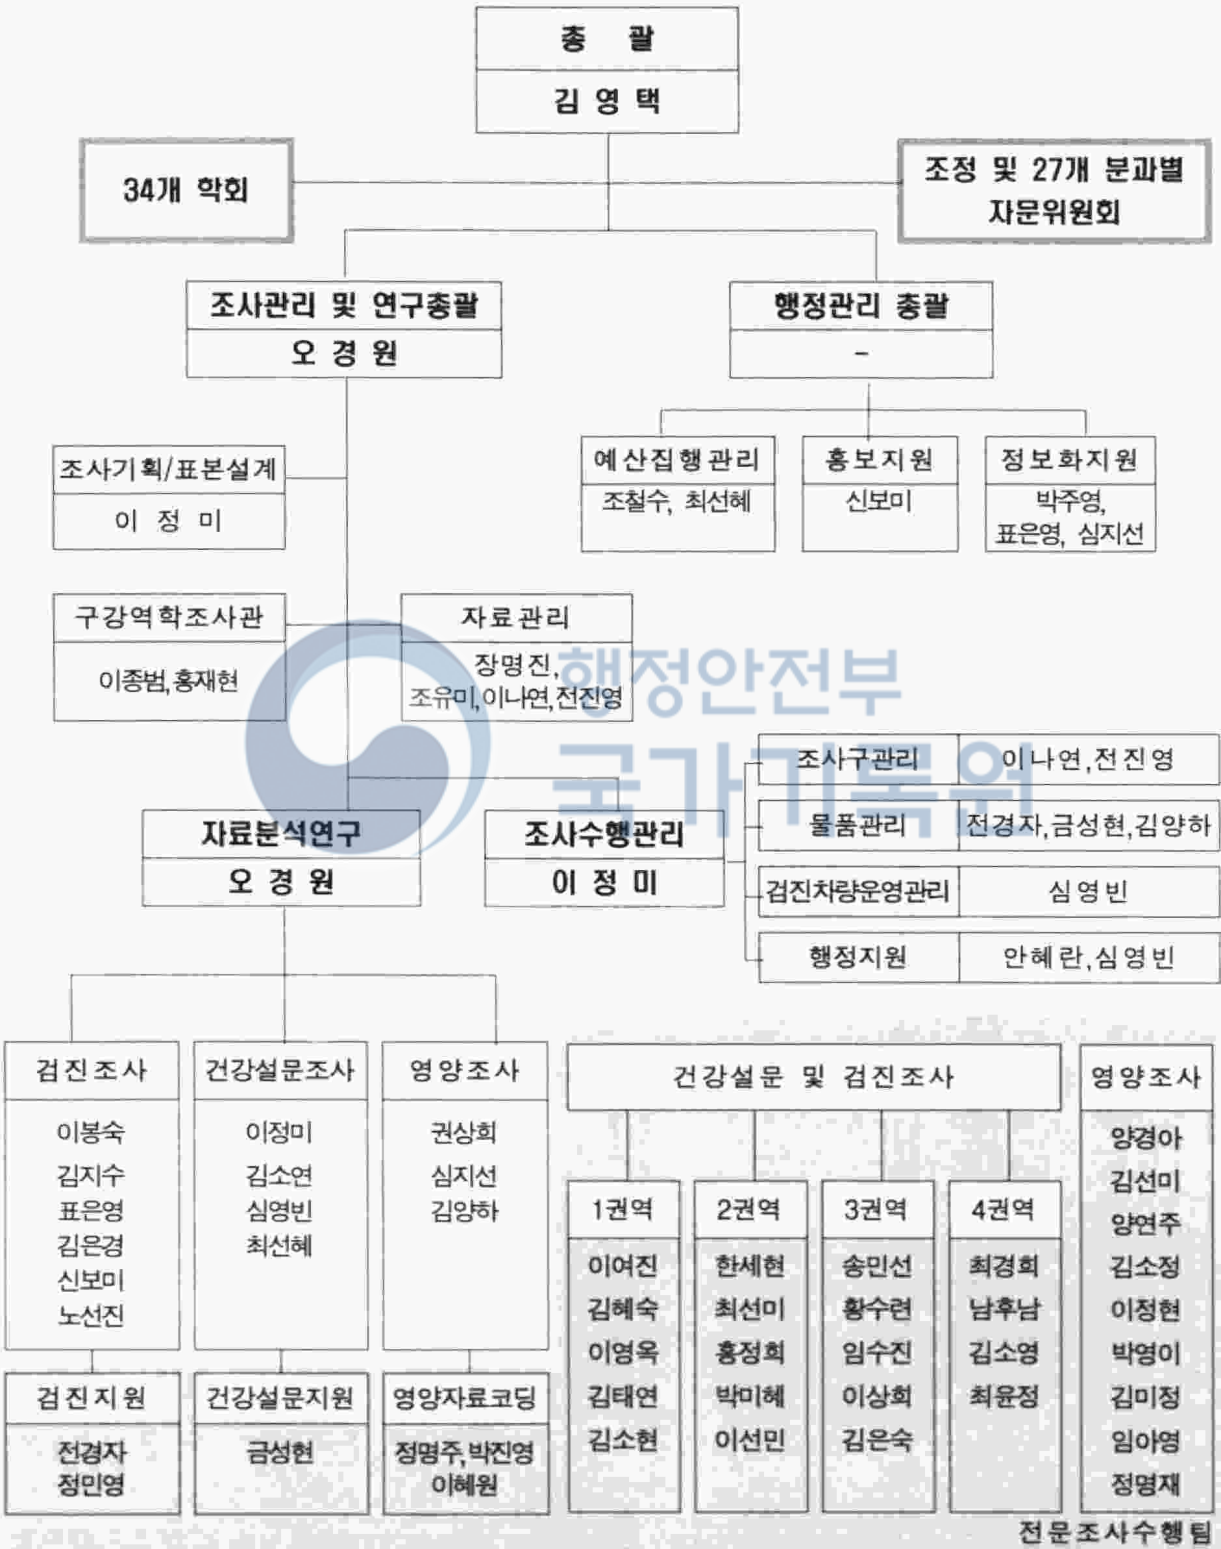 총 괄
김 영 택
34개 학회
조정 및 27개 분과별
자문위원회
조사관리 및 연구총괄
오 경 원
행정관리 총괄
-
예산집행관리
조철수, 최선혜
홍보지원
신보미
정보화지원
박주영,
표은영, 심지선
조사기획/표본설계
이 정 미
구강역학조사관
이종범,홍재현
자료관리
장명진,
조유미,이나연,전진영
행정안전부
국가기록원
조사구관리 이나연,전진영
물품관리 전경자,금성현,김양하
검진차량운영관리 심영빈
행정지원 안혜란,심영빈
자료분석연구
오 경 원
조사수행관리
이 정 미
검진조사
이봉숙
김지수
표은영
김은경
신보미
노선진
건강설문조사
이정미
김소연
심영빈
최선혜
영양조사
권상희
심지선
김양하
검진지원
전경자
정민영
건강설문지원
금성현
영양자료코딩
정명주,박진영
이혜원
건강설문 및 검진조사
1권역
이여진
김혜숙
이영옥
김태연
김소현
2권역
한세현
최선미
홍정희
박미혜
이선민
3권역
송민선
황수련
임수진
이상희
김은숙
4권역
최경희
남후남
김소영
최윤정
영양조사
양경아
김선미
양연주
김소정
이정현
박영이
김미정
임아영
정명재
전문조사수행팀